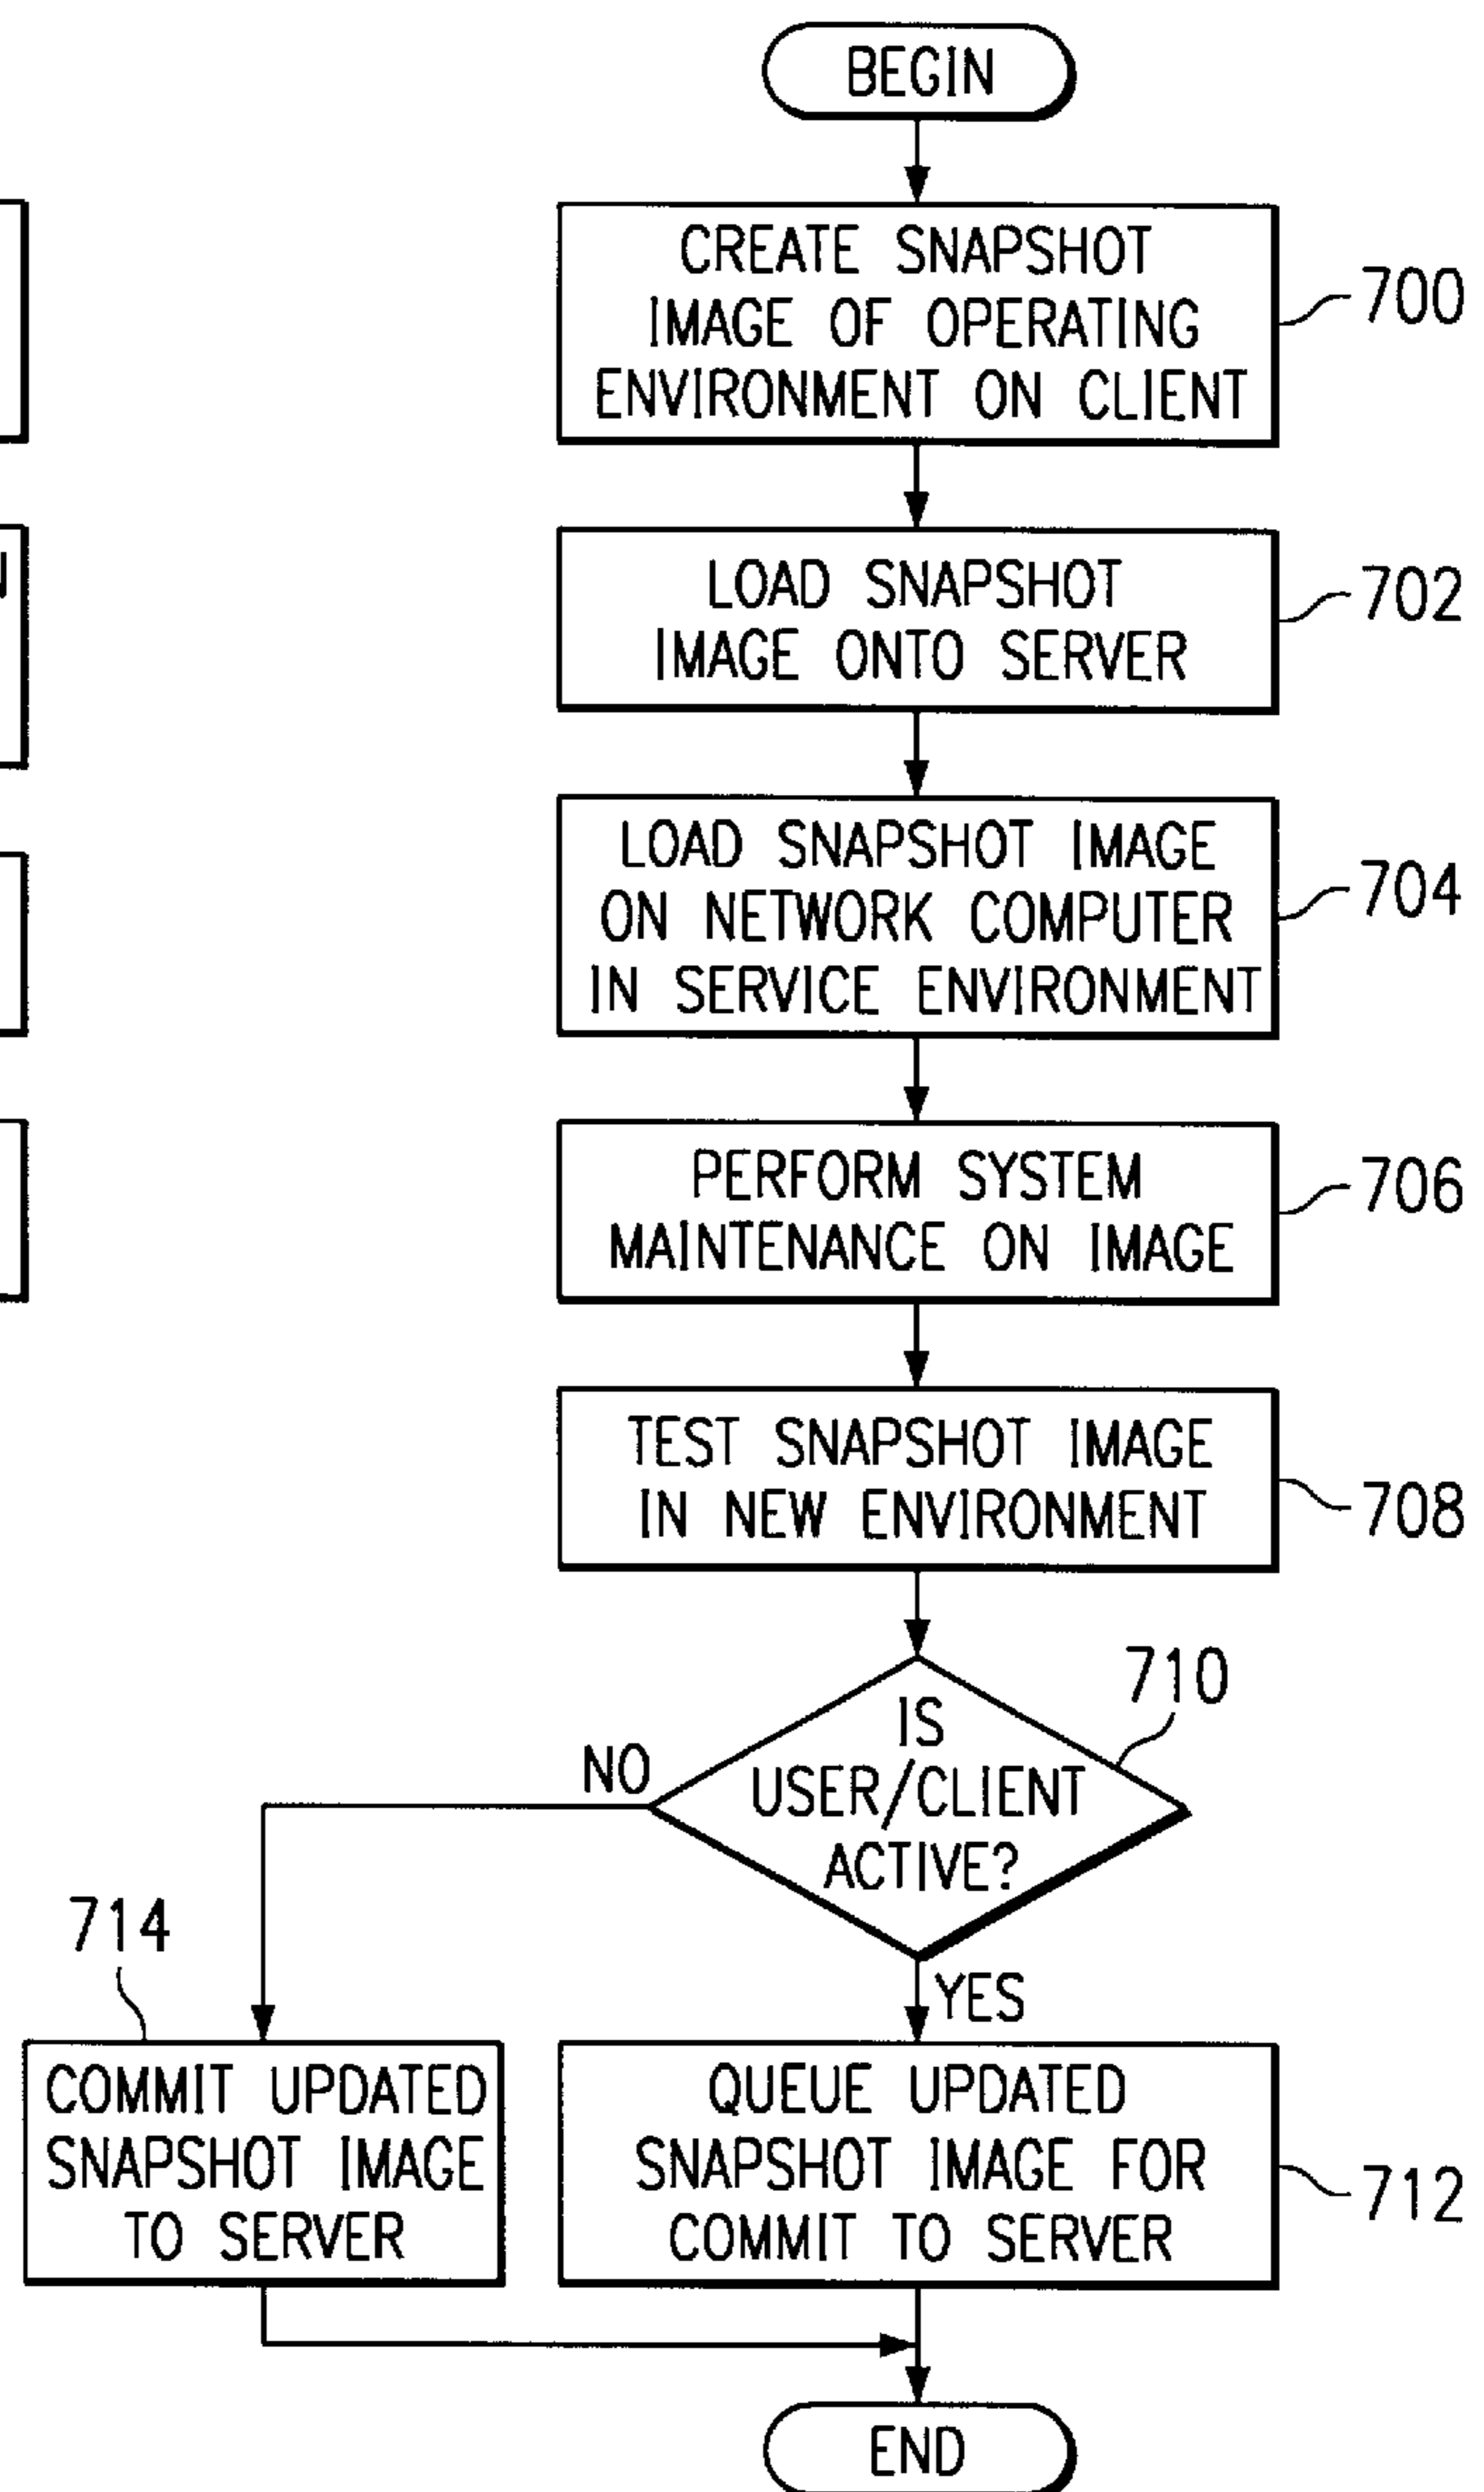 BEGIN
CREATE SNAPSHOT
IMAGE OF OPERATING
ENVIRONMENT ON CLIENT
700
LOAD SNAPSHOT
IMAGE ONTO SERVER
702
LOAD SNAPSHOT IMAGE
ON NETWORK COMPUTER
IN SERVICE ENVIRONMENT
704
PERFORM SYSTEM
MAINTENANCE ON IMAGE
706
TEST SNAPSHOT IMAGE
IN NEW ENVIRONMENT
708
IS
USER/CLIENT
ACTIVE?
710
NO
YES
714
COMMIT UPDATED
SNAPSHOT IMAGE
TO SERVER
QUEUE UPDATED
SNAPSHOT IMAGE FOR
COMMIT TO SERVER
712
END